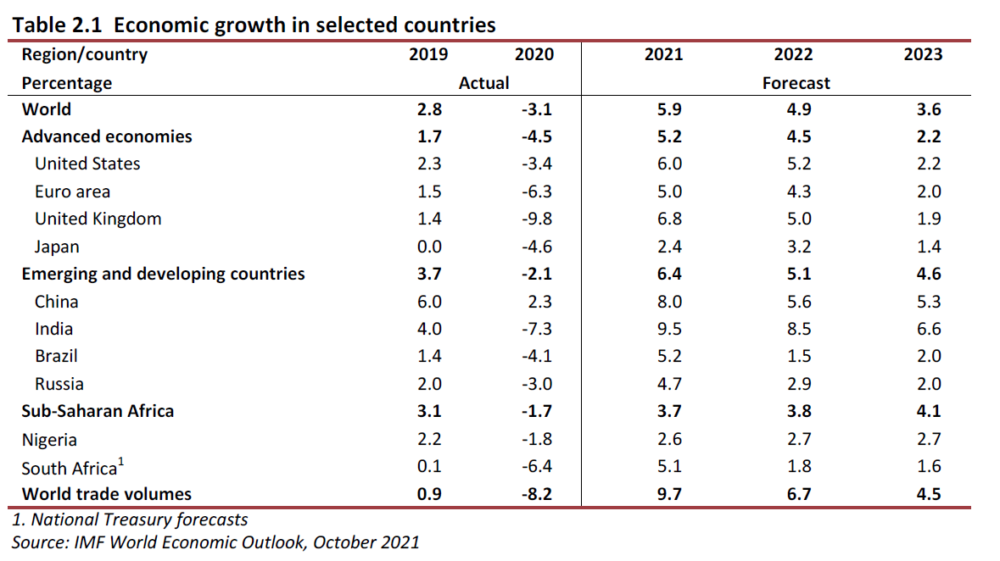 Table 2.1 Economic growth in selected countries
Region/country 2019 2020 2021 2022 2023
Percentage Actual Forecast
World 2.8 -3.1 5.9 4.9 3.6
Advanced economies 1.7 -4.5 5.2 4.5 2.2
United States 2.3 -3.4 6.0 5.2 2.2
Euro area 1.5 -6.3 5.0 4.3 2.0
United Kingdom 1.4 -9.8 6.8 5.0 1.9
Japan 0.0 -4.6 2.4 3.2 1.4
Emerging and developing countries 3.7 -2.1 6.4 5.1 4.6
China 6.0 2.3 8.0 5.6 5.3
India 4.0 -7.3 9.5 8.5 6.6
Brazil 1.4 -4.1 5.2 1.5 2.0
Russia 2.0 -3.0 4.7 2.9 2.0
Sub-Saharan Africa 3.1 -1.7 3.7 3.8 4.1
Nigeria 2.2 -1.8 2.6 2.7 2.7
South Africa¹ 0.1 -6.4 5.1 1.8 1.6
World trade volumes 0.9 -8.2 9.7 6.7 4.5
1. National Treasury forecasts
Source: IMF World Economic Outlook, October 2021